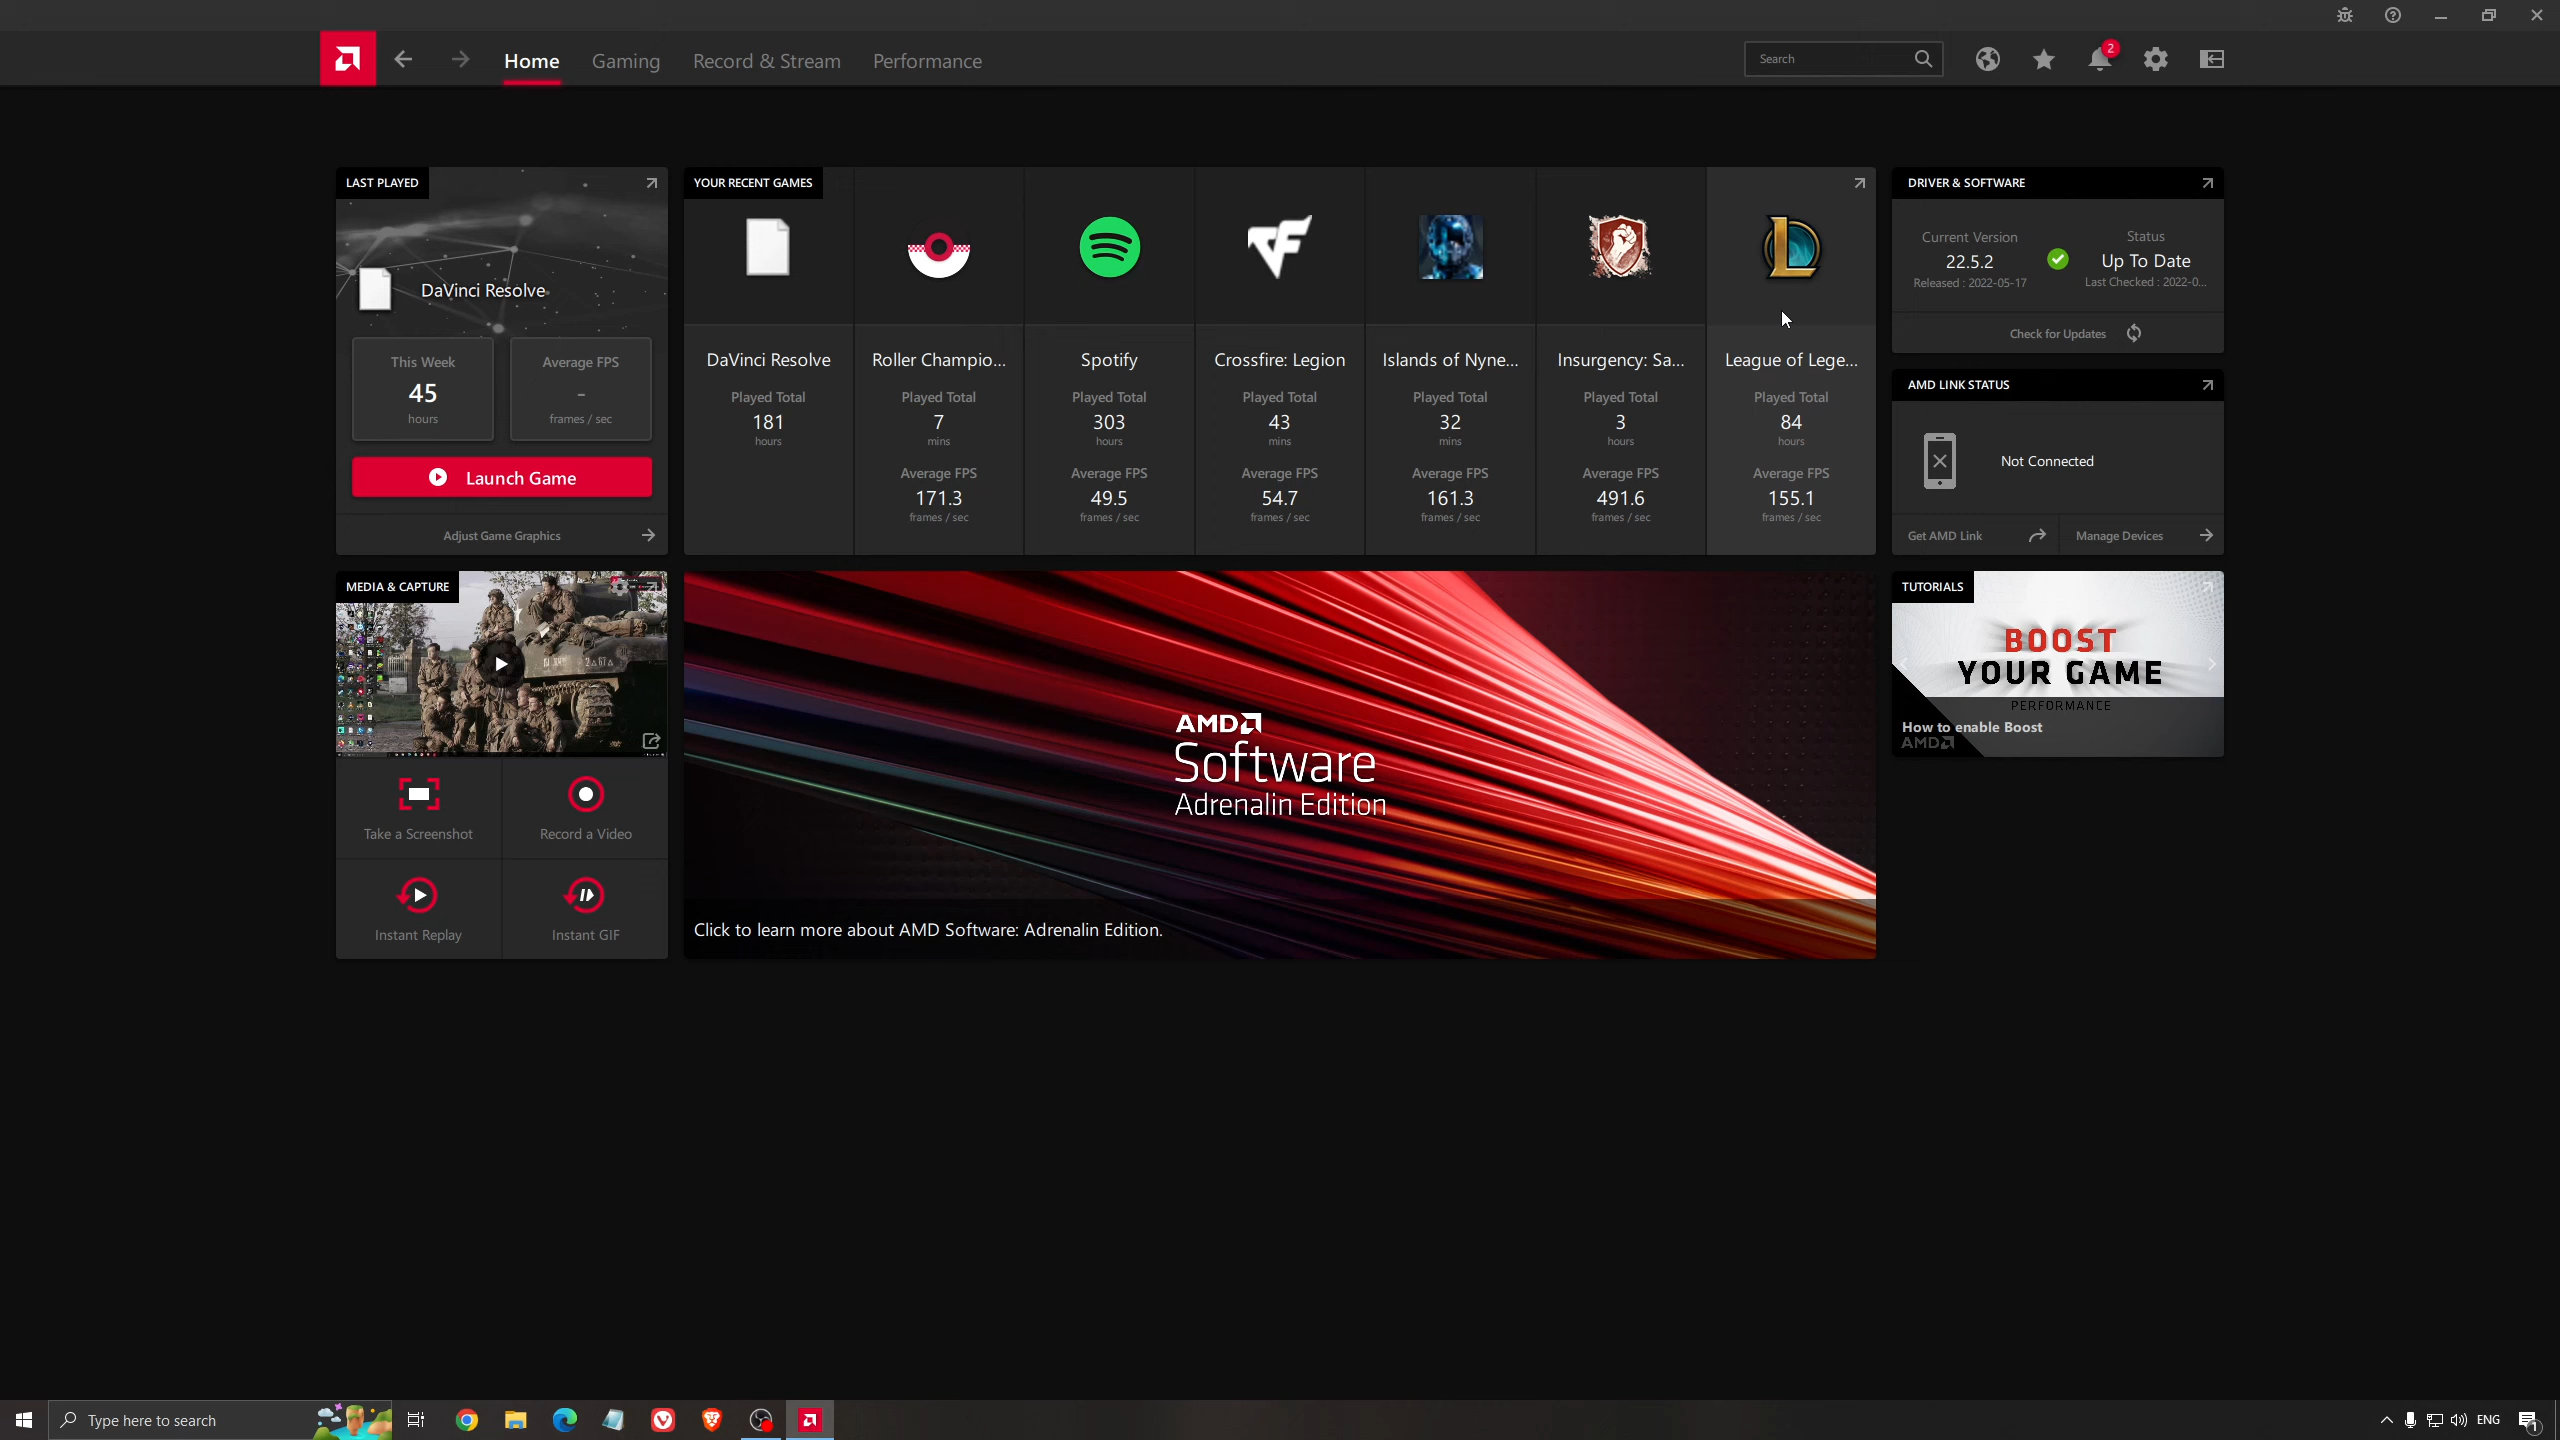 Home Gaming Record & Stream Performance
Search
2
LAST PLAYED
DaVinci Resolve
This Week
45
hours
Average FPS
-
frames / sec
Launch Game
Adjust Game Graphics
YOUR RECENT GAMES
DaVinci Resolve
Played Total
181
hours
Roller Champio...
Played Total
7
mins
Average FPS
171.3
frames / sec
Spotify
Played Total
303
hours
Average FPS
49.5
frames / sec
Crossfire: Legion
Played Total
43
mins
Average FPS
54.7
frames / sec
Islands of Nyne...
Played Total
32
mins
Average FPS
161.3
frames / sec
Insurgency: Sa...
Played Total
3
hours
Average FPS
491.6
frames / sec
League of Lege...
Played Total
84
hours
Average FPS
155.1
frames / sec
DRIVER & SOFTWARE
Current Version
22.5.2
Released : 2022-05-17
Status
Up To Date
Last Checked : 2022-0...
Check for Updates
AMD LINK STATUS
Not Connected
Get AMD Link
Manage Devices
MEDIA & CAPTURE
Take a Screenshot
Record a Video
Instant Replay
Instant GIF
AMD
Software
Adrenalin Edition
Click to learn more about AMD Software: Adrenalin Edition.
TUTORIALS
BOOST
YOUR GAME
PERFORMANCE
How to enable Boost
AMD
Type here to search
ENG
1